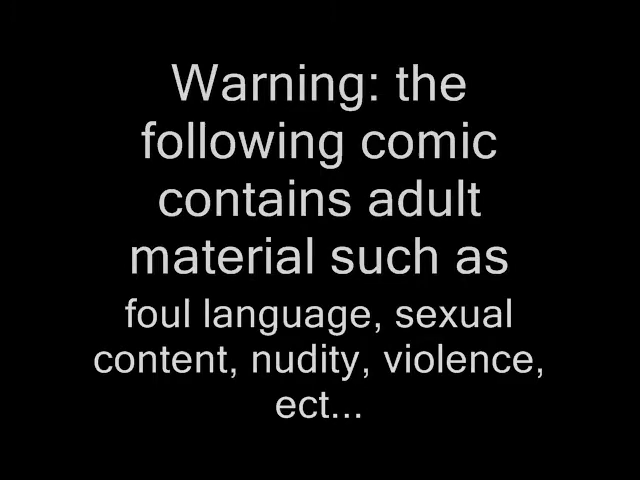 Warning: the
following comic
contains adult
material such as
foul language, sexual
content, nudity, violence,
ect...